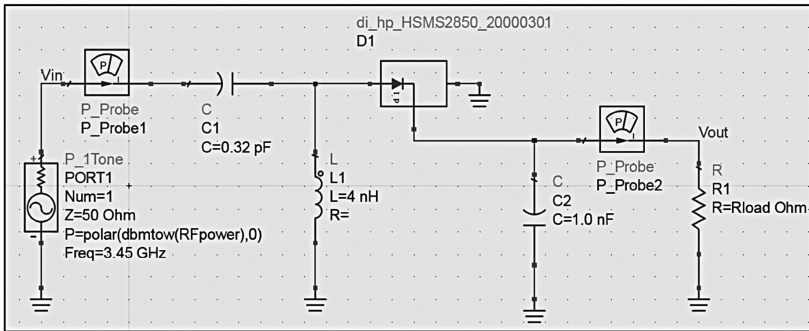 di_hp_HSMS2850_20000301
D1
Vin
P_Probe
P_Probe1
C
C1
C=0.32 pF
P_1Tone
PORT1
Num=1
Z=50 Ohm
P=polar(dbmtow(RFpower),0)
Freq=3.45 GHz
L
L1
L=4 nH
R=
d1
C
C2
C=1.0 nF
P_Probe
P_Probe2
Vout
R
R1
R=Rload Ohm